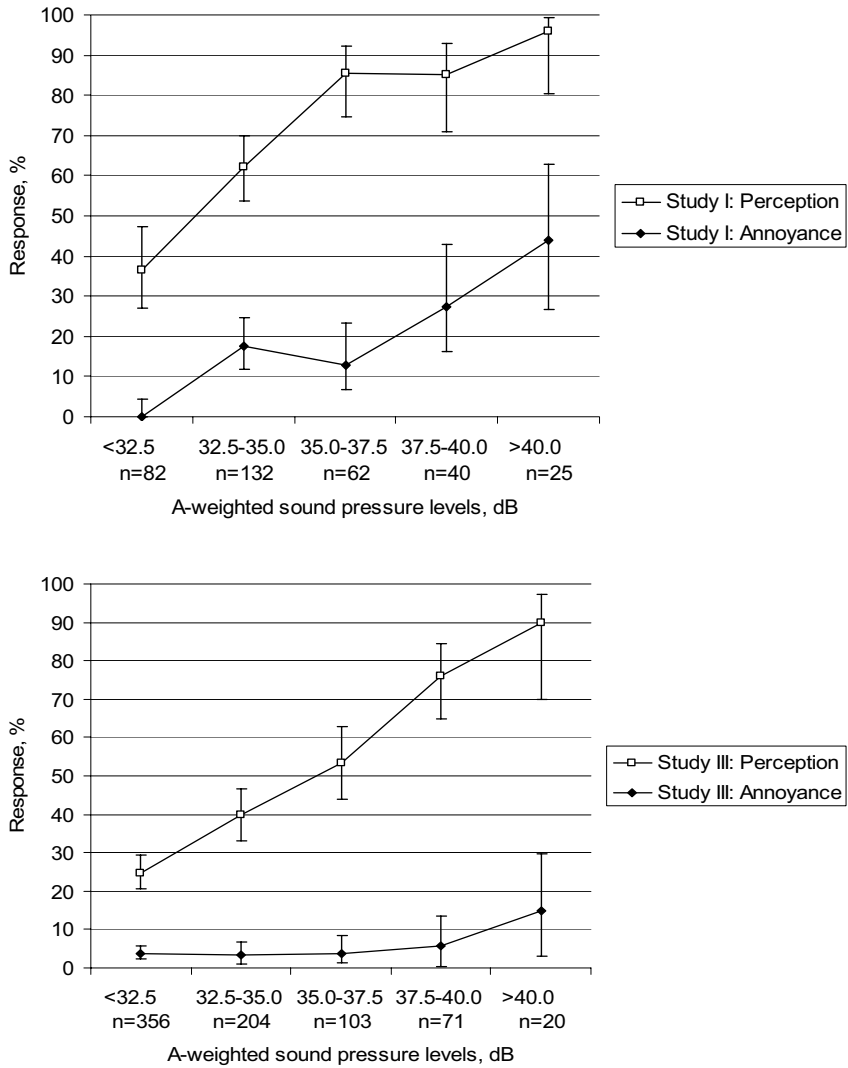 100
90
80
70
60
50
40
30
20
10
0
Response, %
<32.5 32.5-35.0 35.0-37.5 37.5-40.0 >40.0
n=82 n=132 n=62 n=40 n=25
A-weighted sound pressure levels, dB
Study I: Perception
Study I: Annoyance
100
90
80
70
60
50
40
30
20
10
0
Response, %
<32.5 32.5-35.0 35.0-37.5 37.5-40.0 >40.0
n=356 n=204 n=103 n=71 n=20
A-weighted sound pressure levels, dB
Study III: Perception
Study III: Annoyance